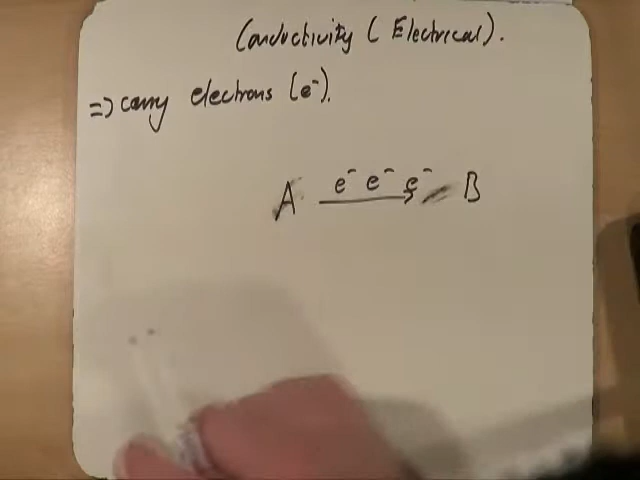 Conductivity (Electrical).
=> carry electrons (e⁻).
A e⁻ e⁻ e⁻ B